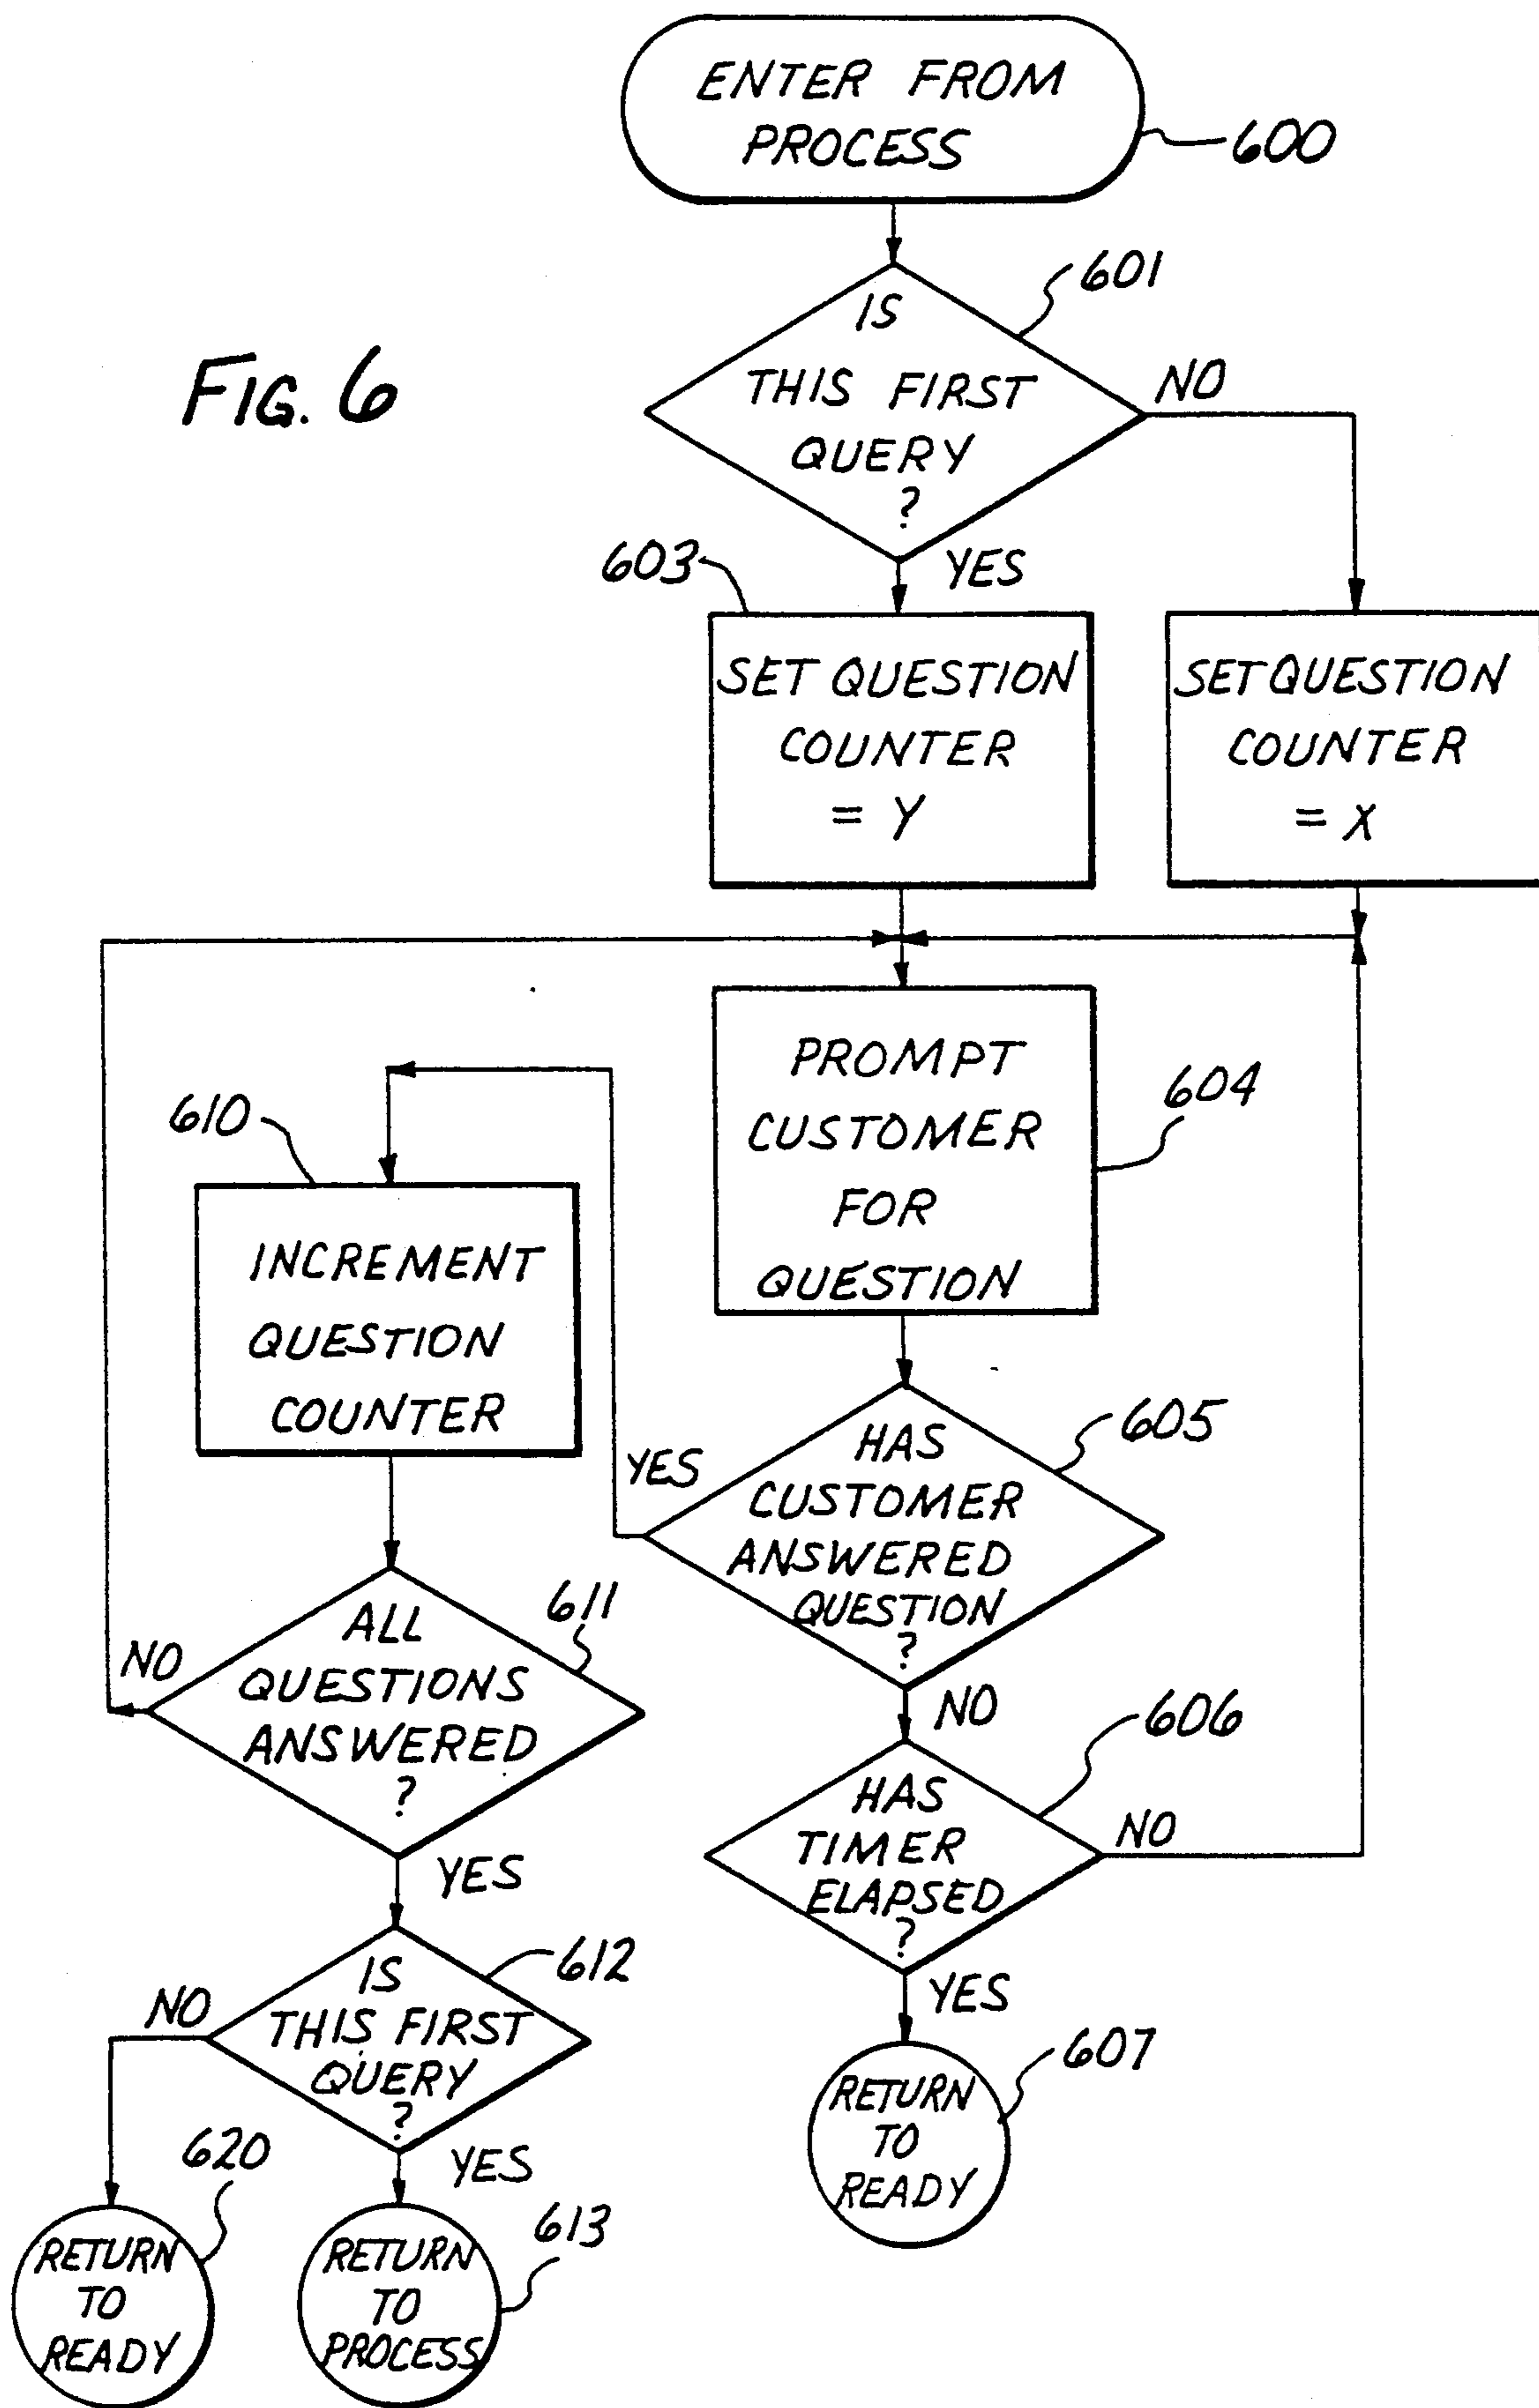 ENTER FROM
PROCESS
600
601
IS
THIS FIRST
QUERY
?
NO
FIG. 6
603
YES
SET QUESTION
COUNTER
= Y
SET QUESTION
COUNTER
= X
PROMPT
CUSTOMER
FOR
QUESTION
604
610
INCREMENT
QUESTION
COUNTER
YES
HAS
CUSTOMER
ANSWERED
QUESTION
?
605
NO
ALL
QUESTIONS
ANSWERED
?
611
NO
YES
HAS
TIMER
ELAPSED
?
606
NO
YES
IS
THIS FIRST
QUERY
?
612
NO
YES
RETURN
TO
READY
607
RETURN
TO
READY
620
RETURN
TO
PROCESS
613